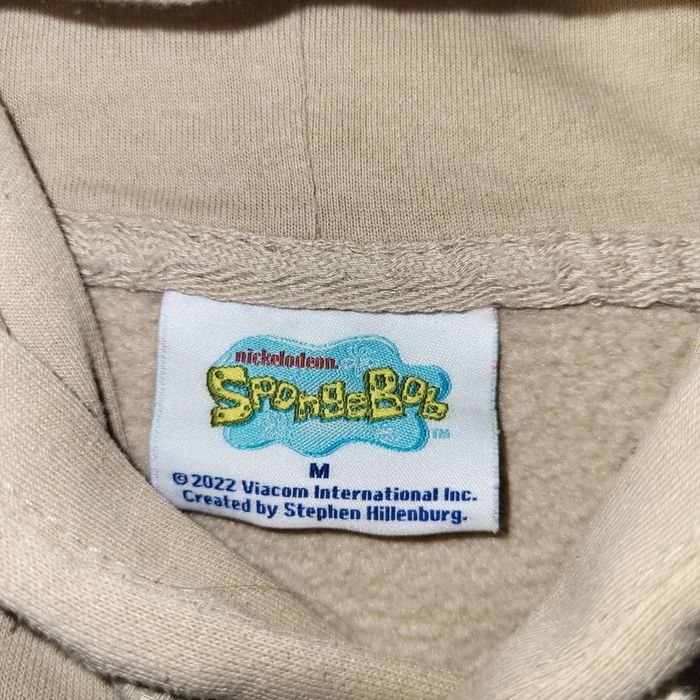 nickelodeon.
SPONGEBOB
TM
M
© 2022 Viacom International Inc.
Created by Stephen Hillenburg.